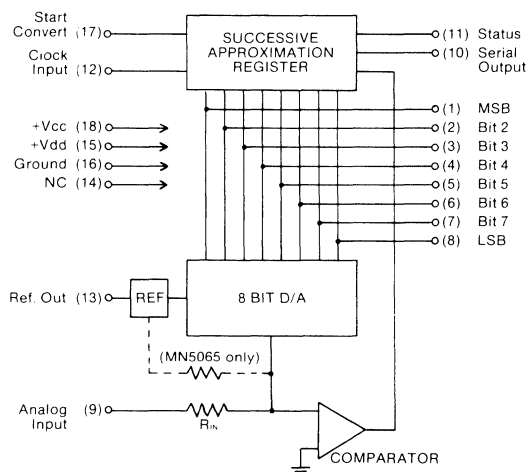 Start
Convert (17)
Clock
Input (12)
SUCCESSIVE
APPROXIMATION
REGISTER
(11) Status
(10) Serial
Output
(1) MSB
+Vcc (18)
(2) Bit 2
+Vdd (15)
(3) Bit 3
Ground (16)
(4) Bit 4
NC (14)
(5) Bit 5
(6) Bit 6
(7) Bit 7
(8) LSB
Ref. Out (13)
REF
8 BIT D/A
(MN5065 only)
Analog (9)
Input
RIN
COMPARATOR